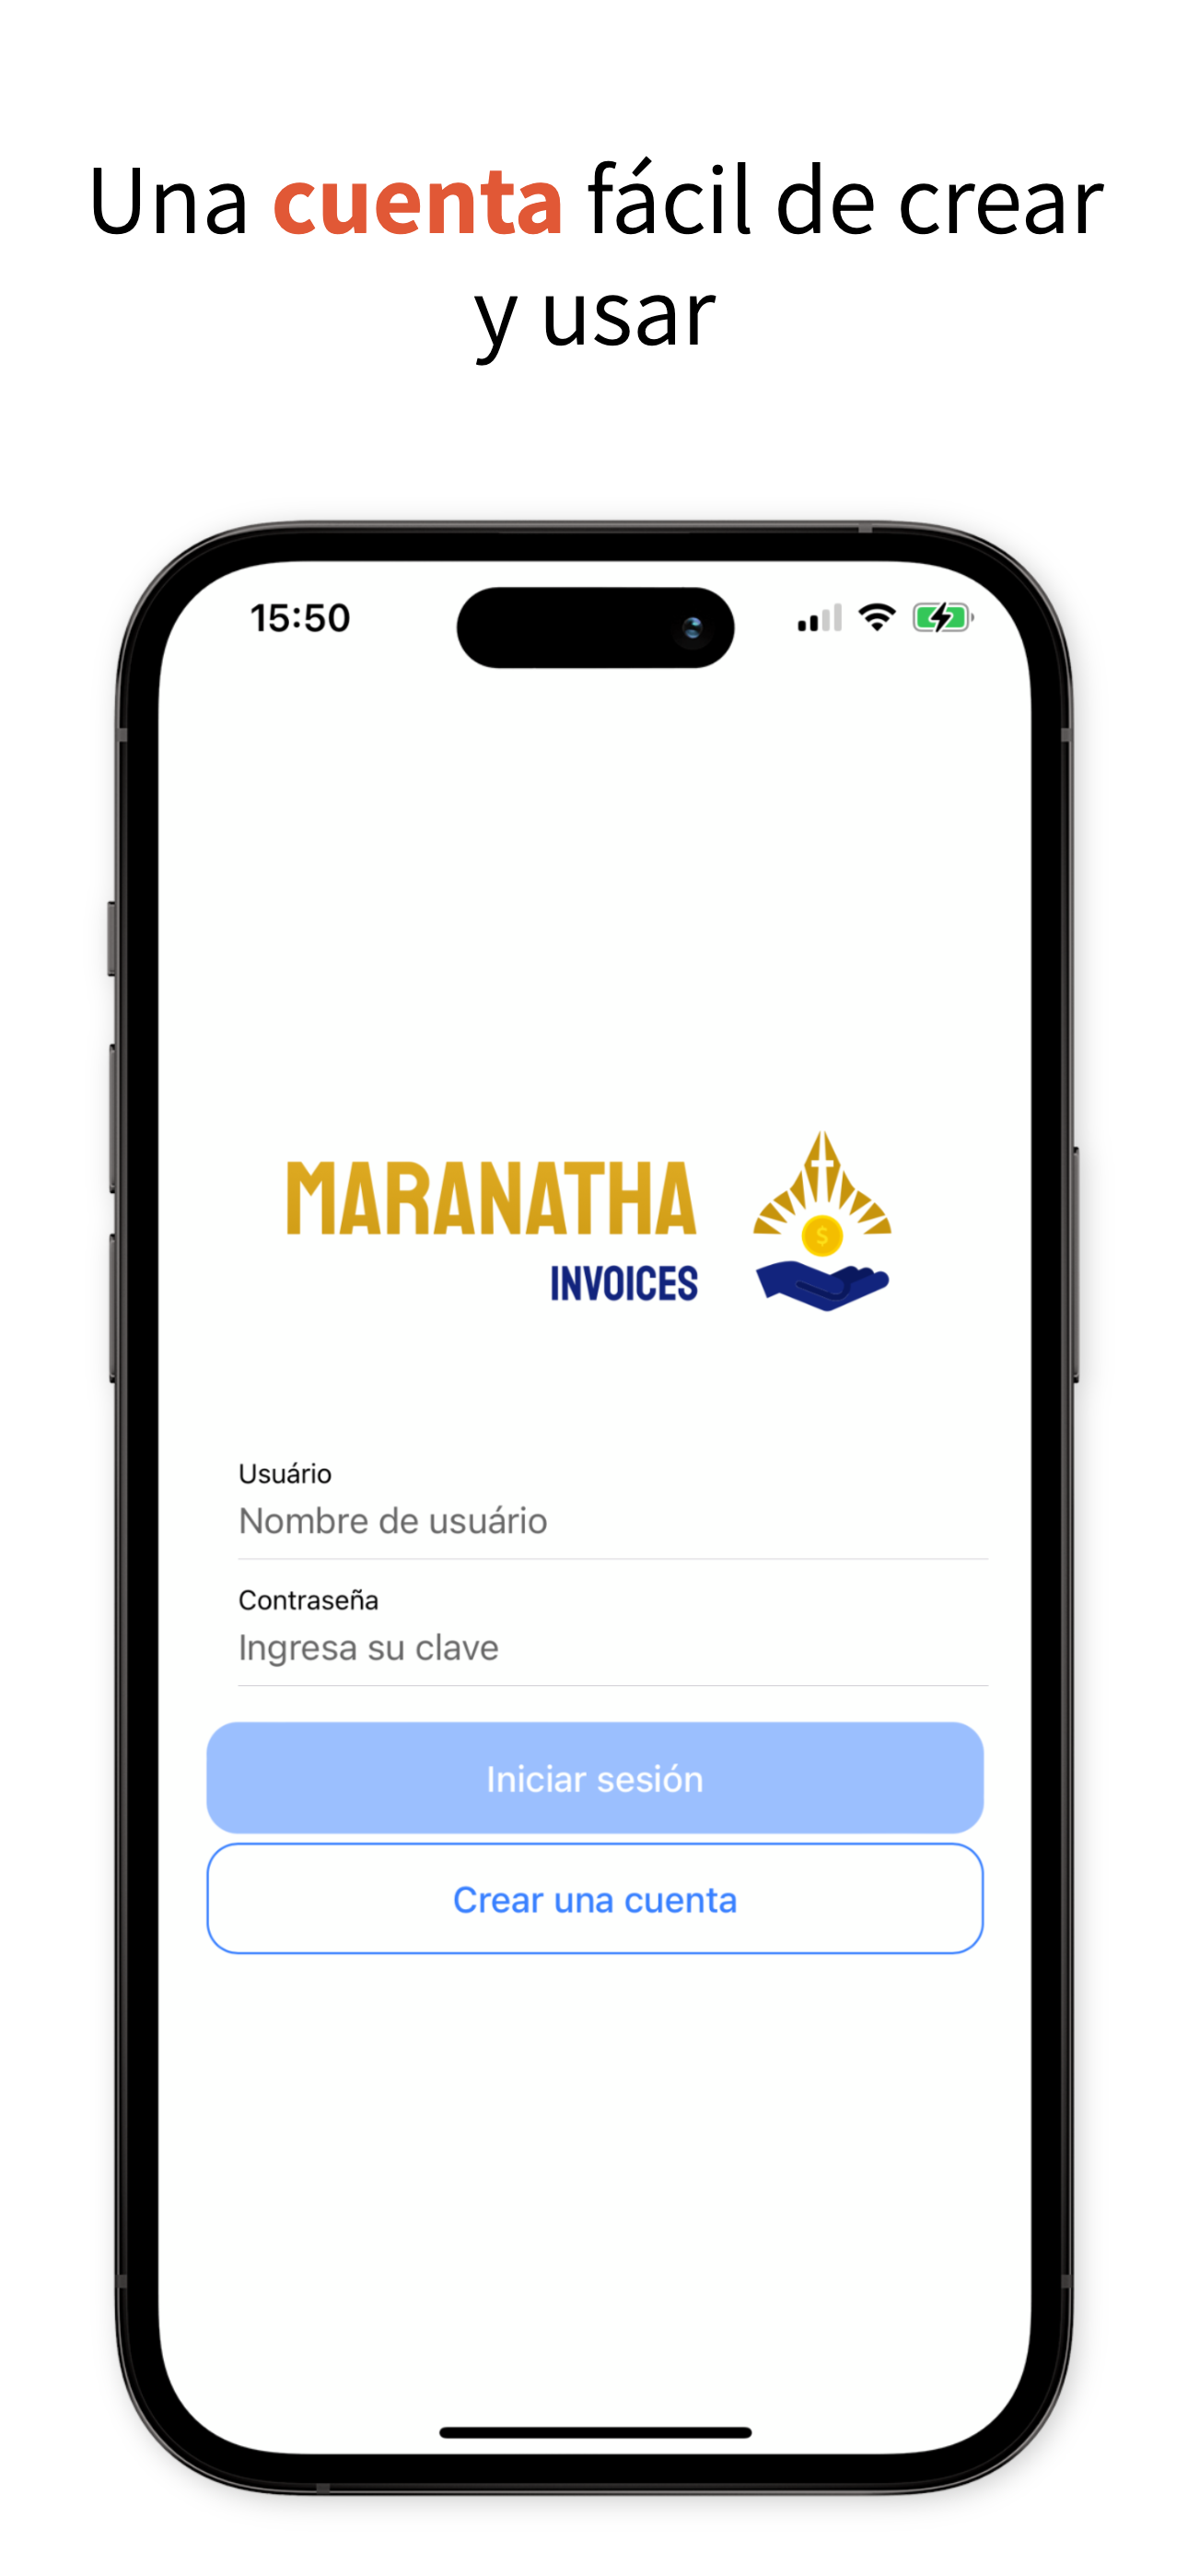 Una cuenta fácil de crear
y usar
15:50
MARANATHA
INVOICES
$
Usuário
Nombre de usuário
Contraseña
Ingresa su clave
Iniciar sesión
Crear una cuenta